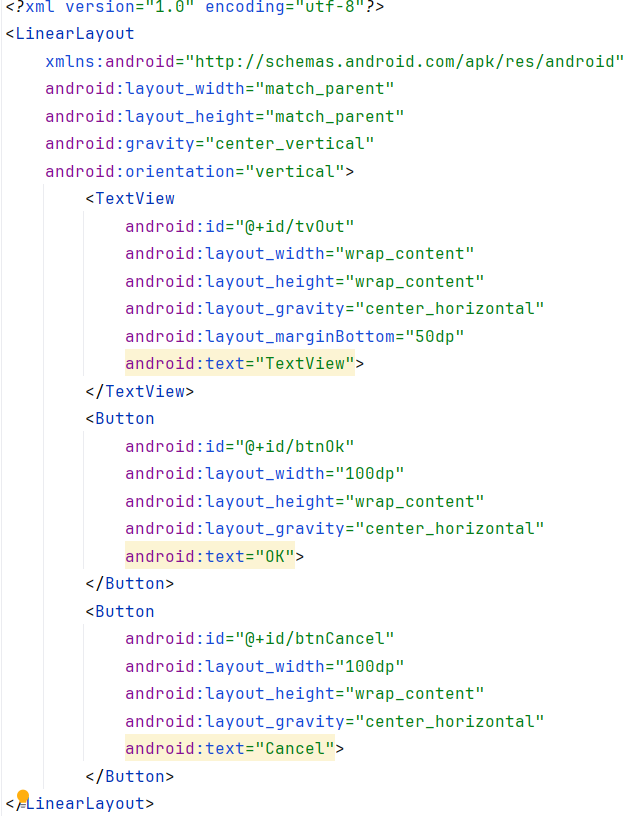 <?xml version="1.0" encoding="utf-8"?>
<LinearLayout
xmlns:android="http://schemas.android.com/apk/res/android"
android:layout_width="match_parent"
android:layout_height="match_parent"
android:gravity="center_vertical"
android:orientation="vertical">
<TextView
android:id="@+id/tvOut"
android:layout_width="wrap_content"
android:layout_height="wrap_content"
android:layout_gravity="center_horizontal"
android:layout_marginBottom="50dp"
android:text="TextView">
</TextView>
<Button
android:id="@+id/btnOk"
android:layout_width="100dp"
android:layout_height="wrap_content"
android:layout_gravity="center_horizontal"
android:text="OK">
</Button>
<Button
android:id="@+id/btnCancel"
android:layout_width="100dp"
android:layout_height="wrap_content"
android:layout_gravity="center_horizontal"
android:text="Cancel">
</Button>
</LinearLayout>